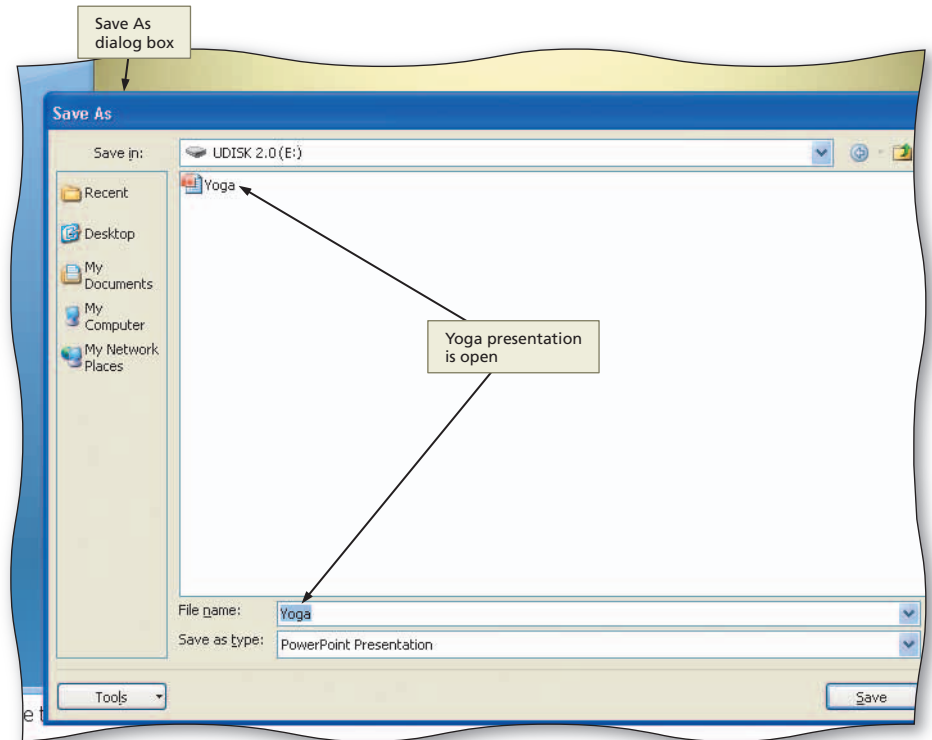 Save As
dialog box
Save As
Save in:
UDISK 2.0 (E:)
Yoga
Recent
Desktop
My
Documents
My
Computer
My Network
Places
Yoga presentation
is open
File name:
Yoga
Save as type:
PowerPoint Presentation
Tools
Save
e t